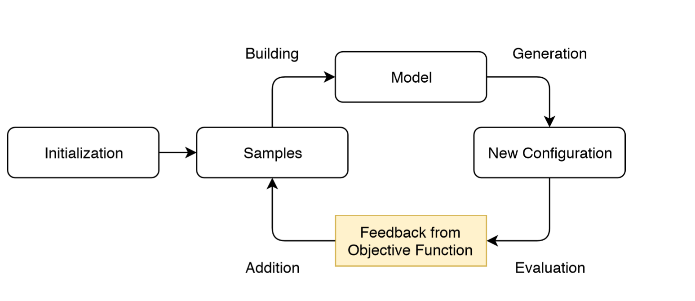 Building
Generation
Model
Initialization
Samples
New Configuration
Feedback from
Objective Function
Addition
Evaluation